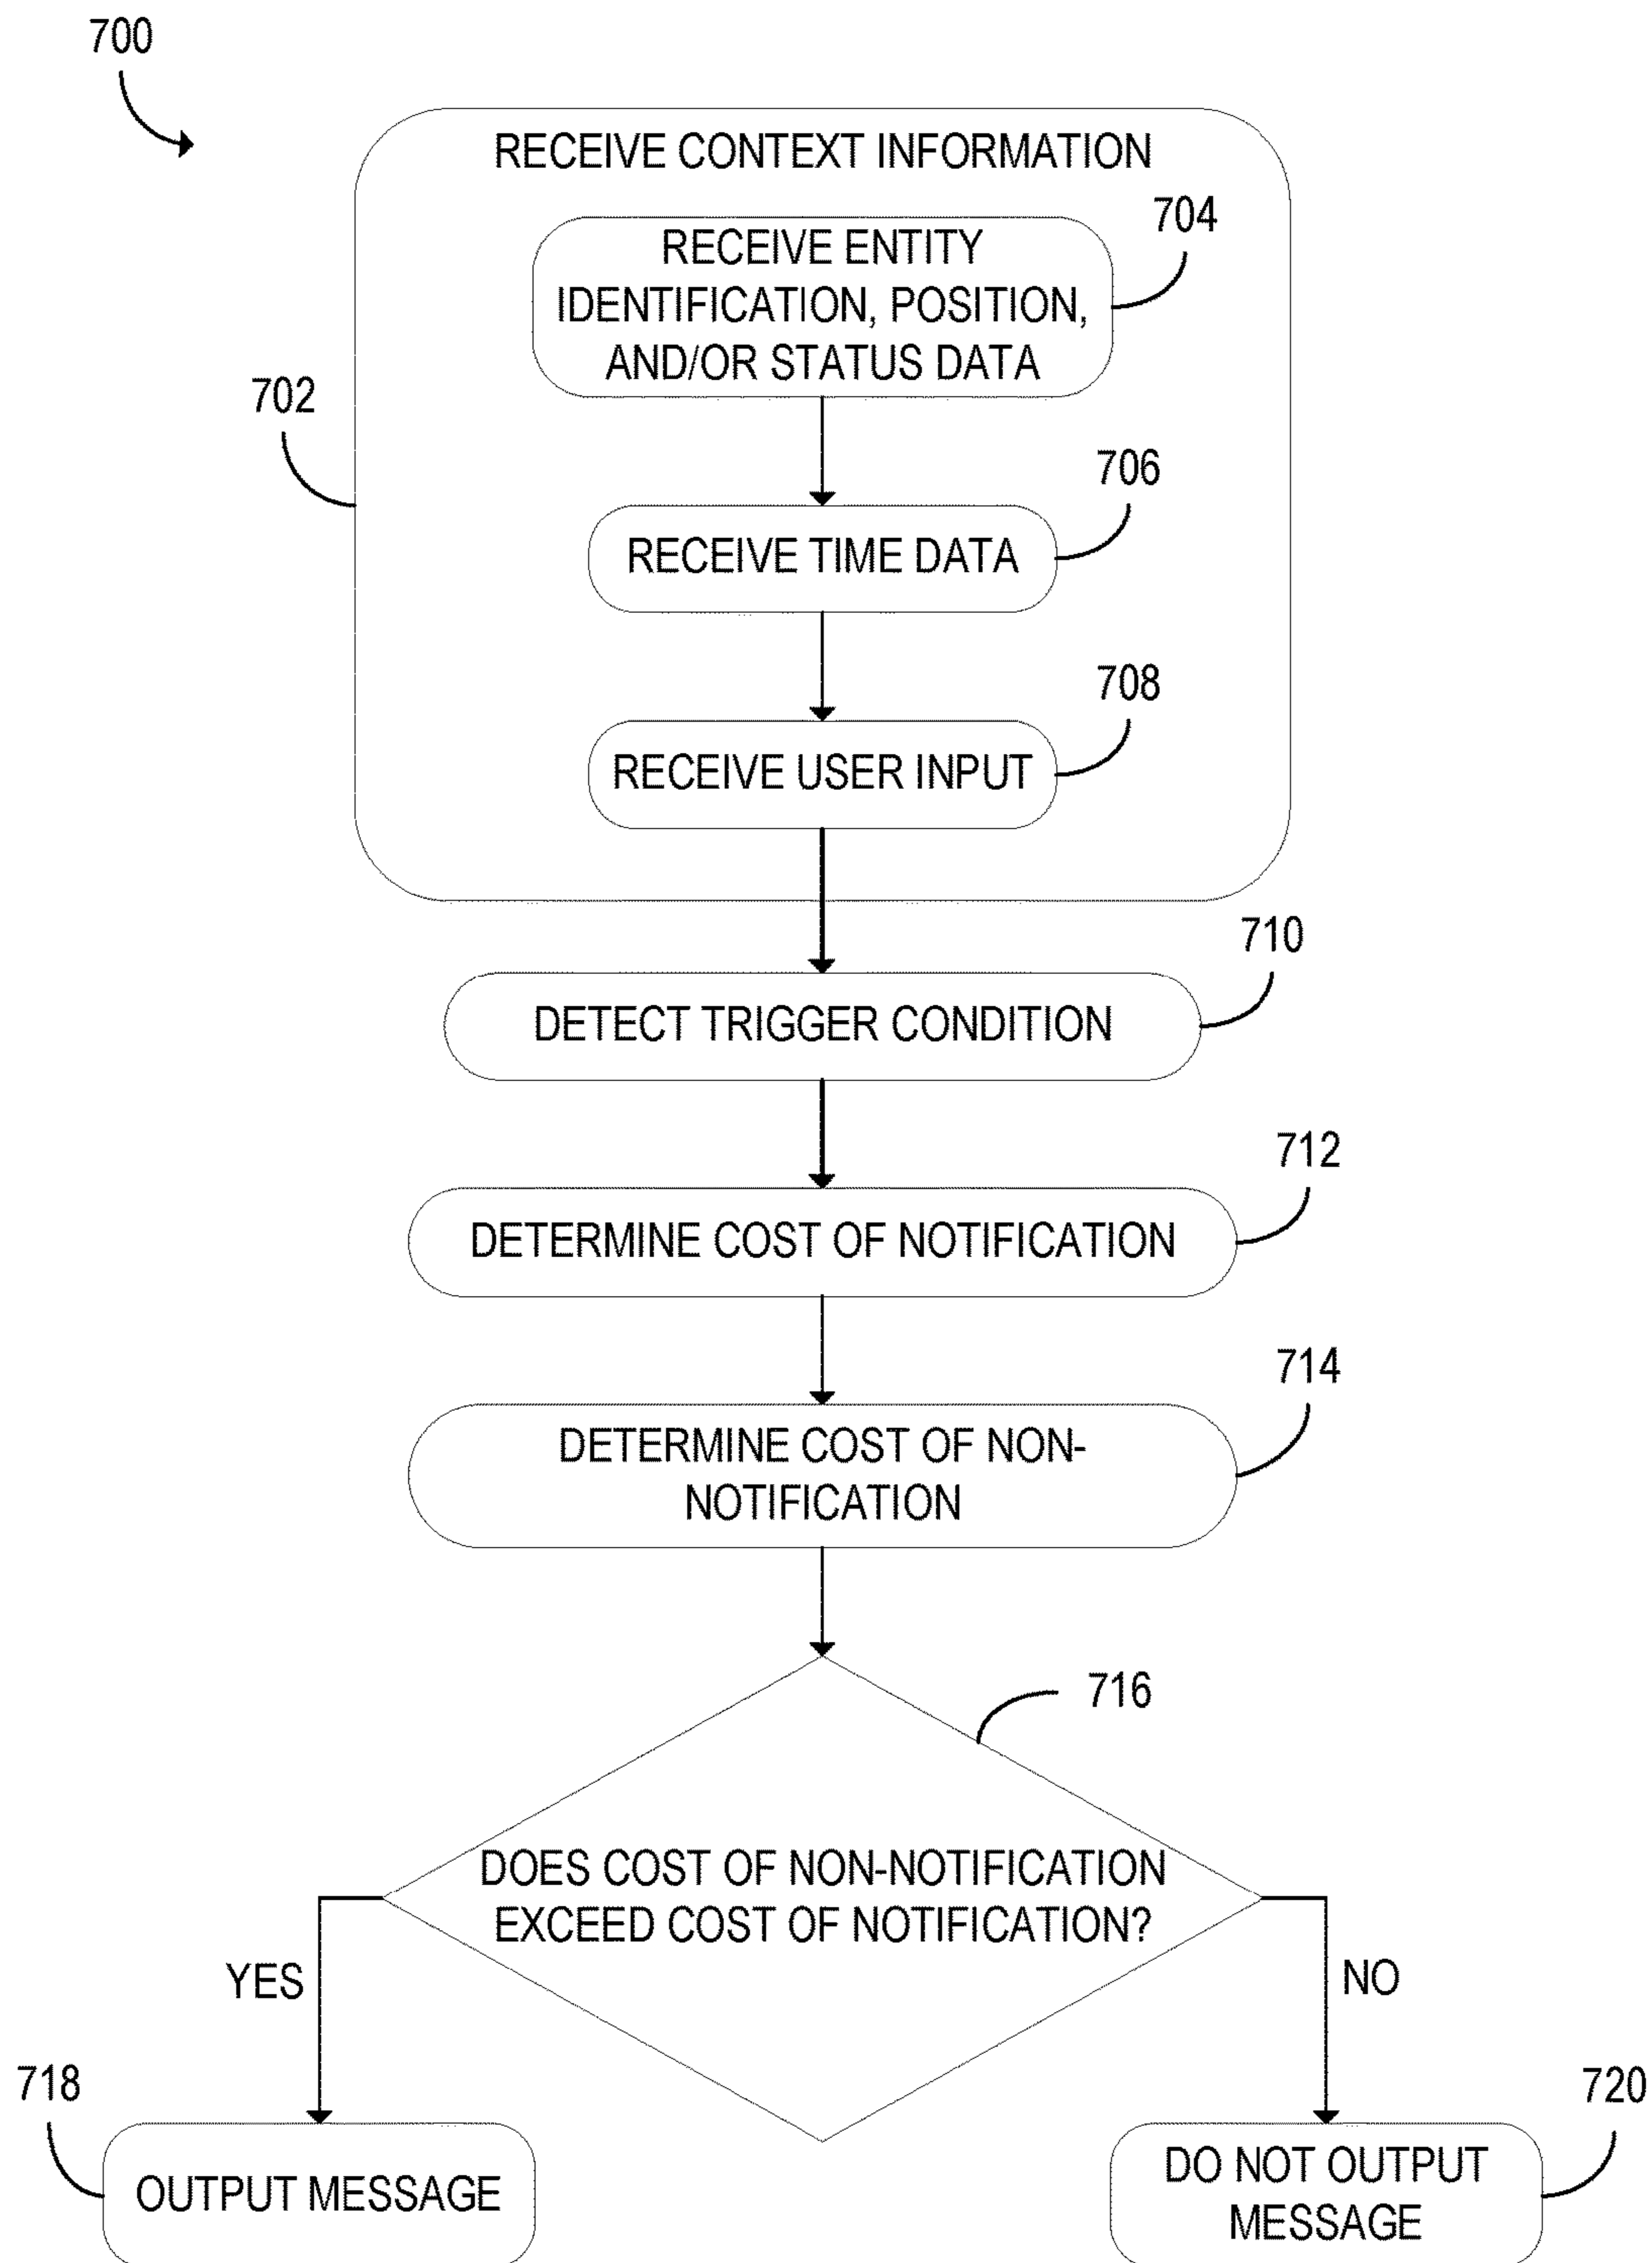 700
RECEIVE CONTEXT INFORMATION
704
RECEIVE ENTITY
IDENTIFICATION, POSITION,
AND/OR STATUS DATA
702
706
RECEIVE TIME DATA
708
RECEIVE USER INPUT
710
DETECT TRIGGER CONDITION
712
DETERMINE COST OF NOTIFICATION
714
DETERMINE COST OF NON-
NOTIFICATION
716
DOES COST OF NON-NOTIFICATION
EXCEED COST OF NOTIFICATION?
YES
NO
718
720
OUTPUT MESSAGE
DO NOT OUTPUT
MESSAGE